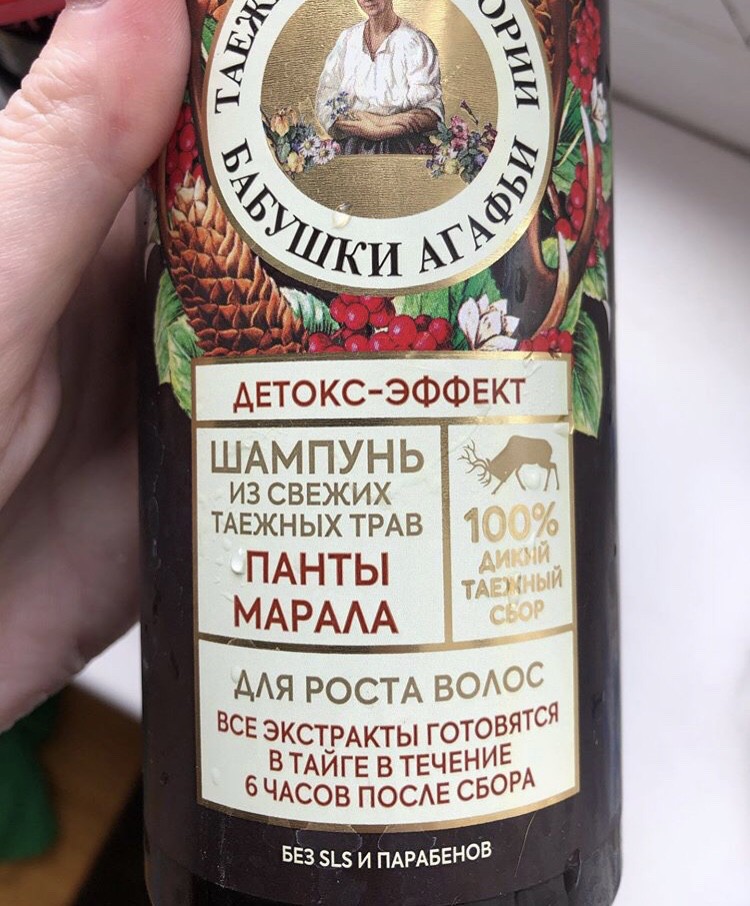 БАБУШКИ АГАФЬИ
ДЕТОКС-ЭФФЕКТ
ШАМПУНЬ
ИЗ СВЕЖИХ
ТАЕЖНЫХ ТРАВ
ПАНТЫ
МАРАЛА
100%
ДИКИЙ
ТАЕЖНЫЙ
СБОР
ДЛЯ РОСТА ВОЛОС
ВСЕ ЭКСТРАКТЫ ГОТОВЯТСЯ
В ТАЙГЕ В ТЕЧЕНИЕ
6 ЧАСОВ ПОСЛЕ СБОРА
БЕЗ SLS И ПАРАБЕНОВ